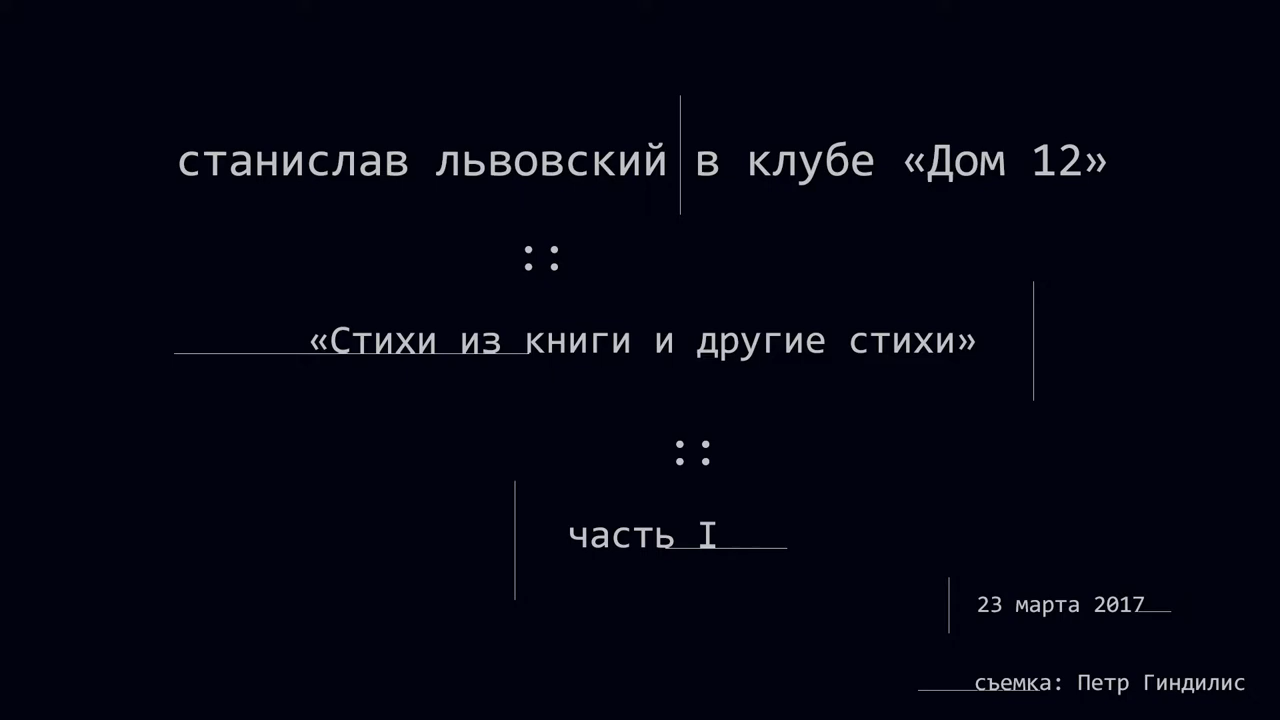 станислав львовский в клубе «Дом 12»
::
«Стихи из книги и другие стихи»
::
часть I
23 марта 2017
съемка: Петр Гиндилис